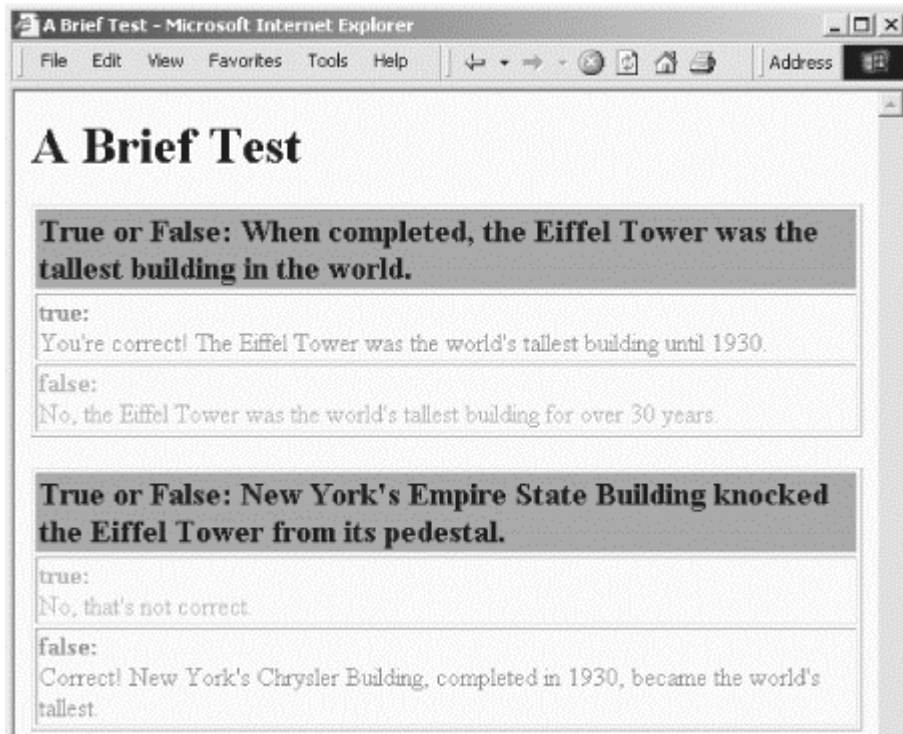 A Brief Test - Microsoft Internet Explorer
File Edit View Favorites Tools Help Address
A Brief Test
True or False: When completed, the Eiffel Tower was the
tallest building in the world.
true:
You're correct! The Eiffel Tower was the world's tallest building until 1930.
false:
No, the Eiffel Tower was the world's tallest building for over 30 years.
True or False: New York's Empire State Building knocked
the Eiffel Tower from its pedestal.
true:
No, that's not correct.
false:
Correct! New York's Chrysler Building, completed in 1930, became the world's
tallest.